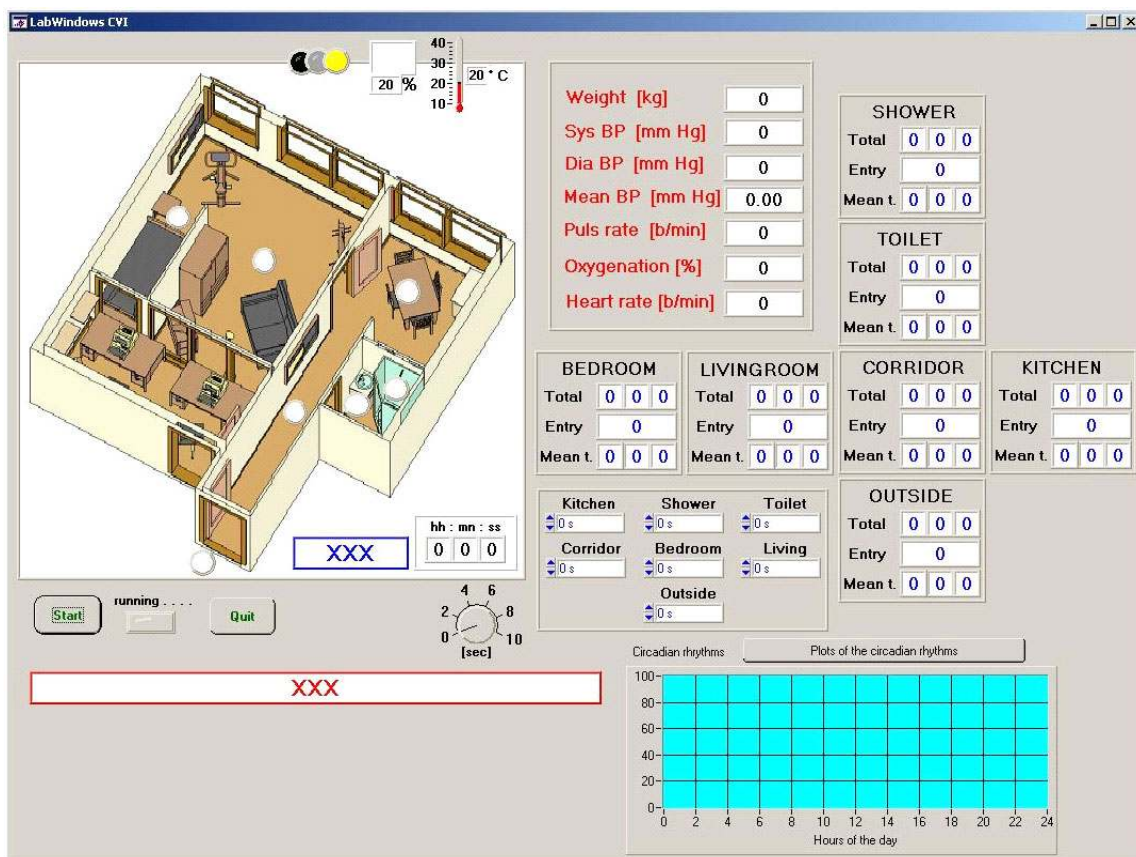 LabWindows CVI
20 %
40
30
20
10
20 ° C
Weight [kg] 0
Sys BP [mm Hg] 0
Dia BP [mm Hg] 0
Mean BP [mm Hg] 0.00
Puls rate [b/min] 0
Oxygenation [%] 0
Heart rate [b/min] 0
SHOWER
Total 0 0 0
Entry 0
Mean t. 0 0 0
TOILET
Total 0 0 0
Entry 0
Mean t. 0 0 0
BEDROOM
Total 0 0 0
Entry 0
Mean t. 0 0 0
LIVINGROOM
Total 0 0 0
Entry 0
Mean t. 0 0 0
CORRIDOR
Total 0 0 0
Entry 0
Mean t. 0 0 0
KITCHEN
Total 0 0 0
Entry 0
Mean t. 0 0 0
OUTSIDE
Total 0 0 0
Entry 0
Mean t. 0 0 0
Kitchen Shower Toilet
0 s 0 s 0 s
Corridor Bedroom Living
0 s 0 s 0 s
Outside
0 s
XXX
hh : mn : ss
0 0 0
Start
running . . . .
Quit
0 2 4 6 8 10
[sec]
XXX
Circadian rhrythms
Plots of the circadian rhythms
100
80
60
40
20
0
0 2 4 6 8 10 12 14 16 18 20 22 24
Hours of the day